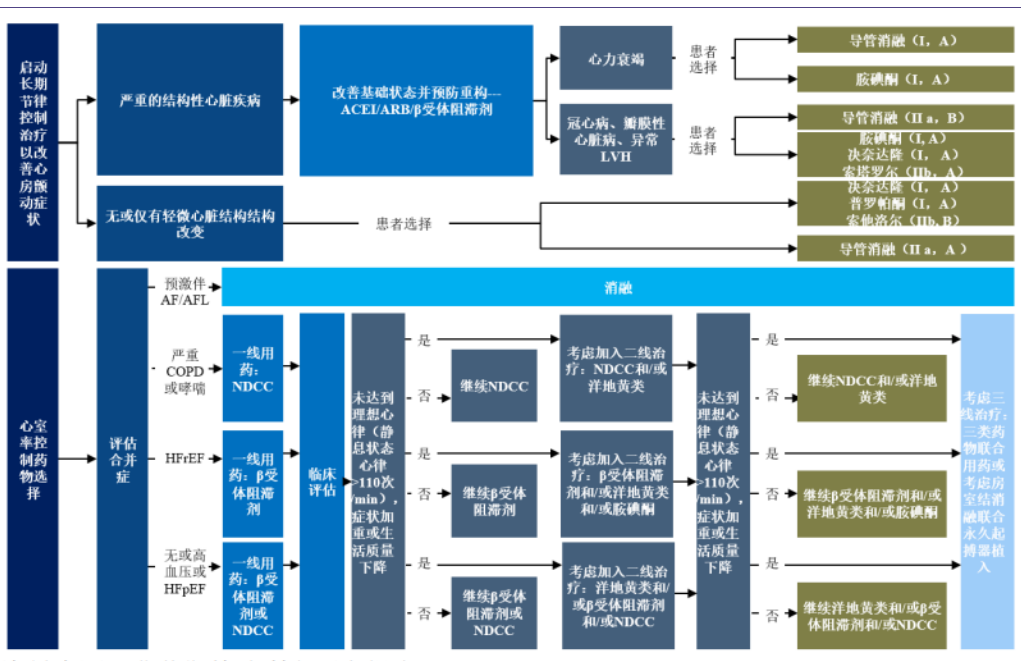 启动
长期
节律
控制
治疗
以改
善心
房颤
动症
状
严重的结构性心脏疾病
改善基础状态并预防重构---
ACEI/ARB/β受体阻滞剂
心力衰竭
患者
选择
导管消融（I，A）
胺碘酮（I，A）
冠心病、瓣膜性
心脏病、异常
LVH
患者
选择
导管消融（II a，B）
胺碘酮（I, A）
决奈达隆（I，A）
索塔罗尔（IIb，A）
无或仅有轻微心脏结构结构
改变
患者选择
决奈达隆（I，A）
普罗帕酮（I，A）
索他洛尔（IIb, B）
导管消融（II a，A ）
心室
率控
制药
物选
择
评估
合并
症
预激伴
AF/AFL
消融
严重
COPD
或哮喘
一线用
药：
NDCC
HFrEF
一线用
药：β受
体阻滞
剂
无或高
血压或
HFpEF
一线用
药：β受
体阻滞
剂或
NDCC
临床
评估
未达到
理想心
律（静
息状态
心律
>110次
/min），
症状加
重或生
活质量
下降
是
否
继续NDCC
考虑加入二线治
疗：NDCC和/或
洋地黄类
是
否
继续β受体
阻滞剂
考虑加入二线治
疗：β受体阻滞
剂和/或洋地黄类
和/或胺碘酮
是
否
继续β受体
阻滞剂或
NDCC
考虑加入二线治
疗：洋地黄类和/
或β受体阻滞剂
和/或NDCC
未达到
理想心
律（静
息状态
心律
>110次
/min），
症状加
重或生
活质量
下降
是
否
继续NDCC和/或洋地
黄类
是
否
继续β受体阻滞剂和/或
洋地黄类和/或胺碘酮
是
否
继续洋地黄类和/或β受
体阻滞剂和/或NDCC
考虑三
线治疗：
三类药
物联合
用药或
考虑房
室结消
融联合
永久起
搏器植
入